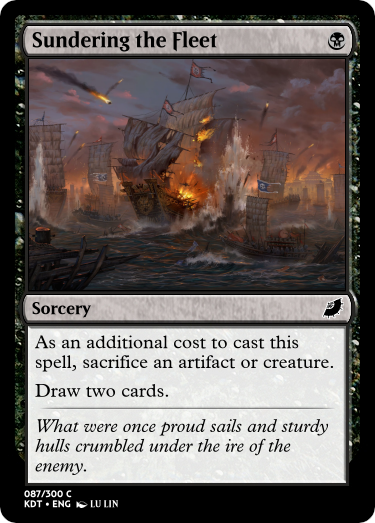 Sundering the Fleet
Sorcery
As an additional cost to cast this
spell, sacrifice an artifact or creature.
Draw two cards.
What were once proud sails and sturdy
hulls crumbled under the ire of the
enemy.
087/300 C
KDT • ENG LU LIN